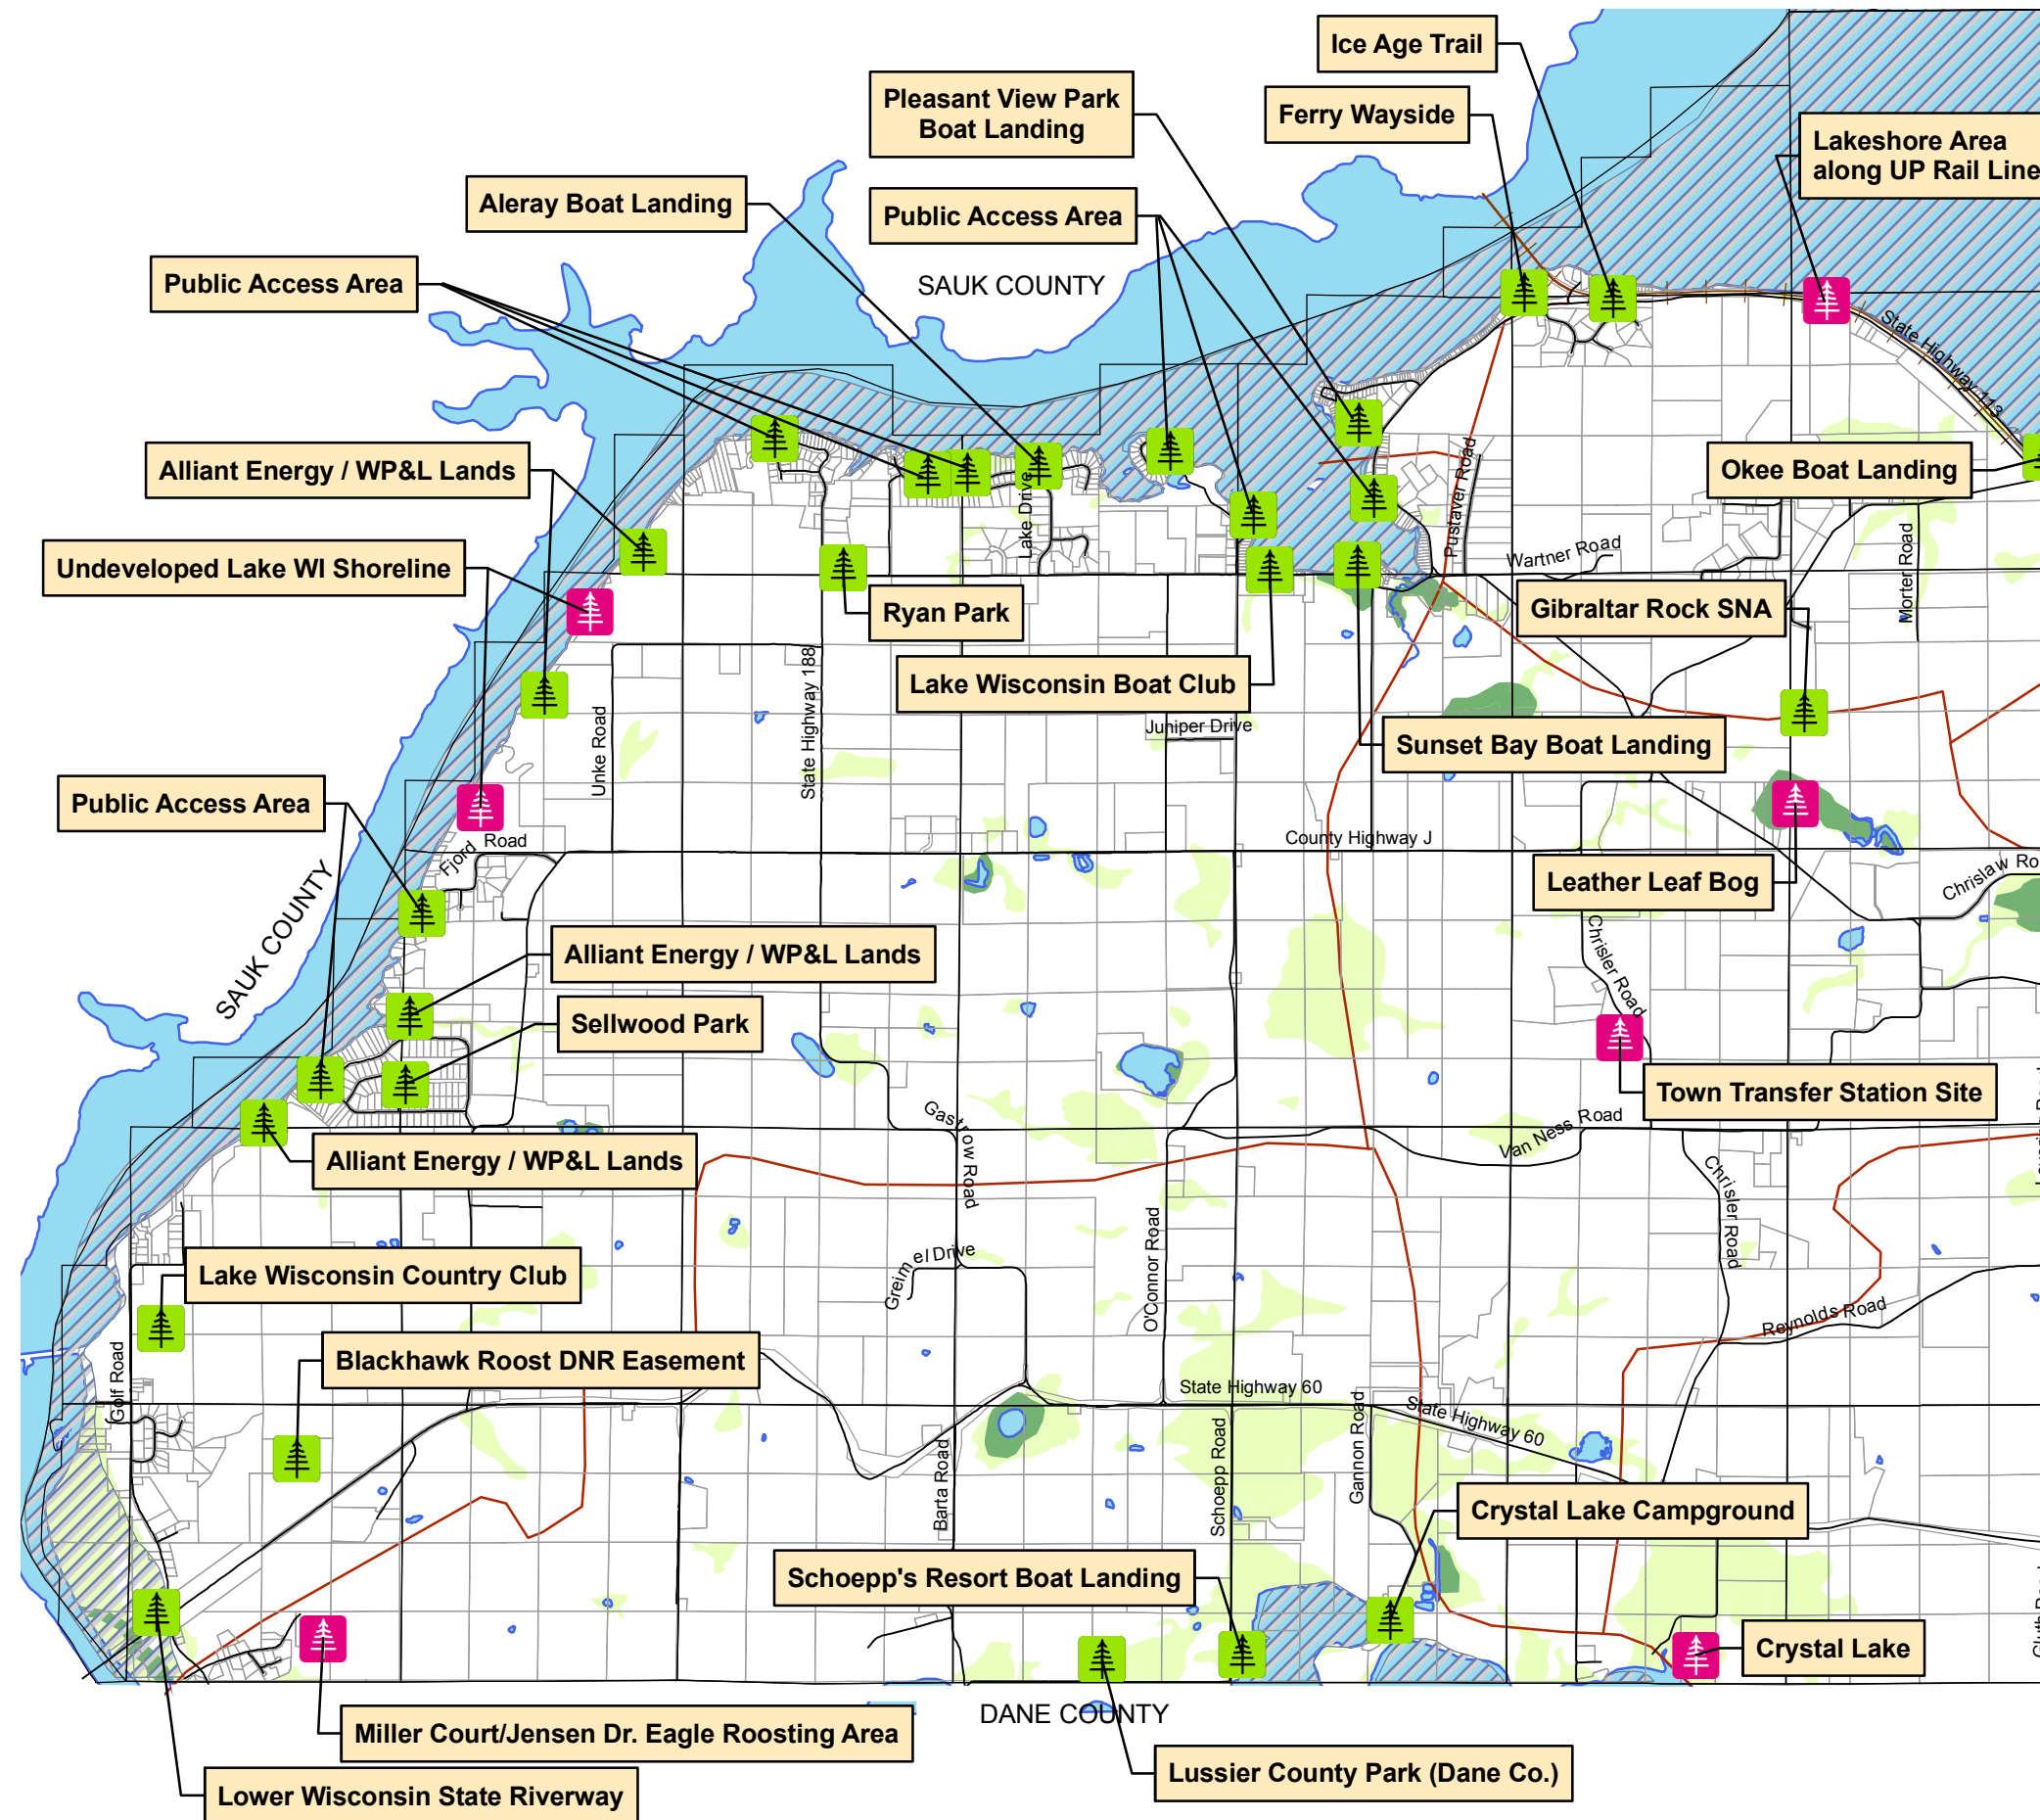 Ice Age Trail
Pleasant View Park
Boat Landing
Ferry Wayside
Lakeshore Area
along UP Rail Line
Aleray Boat Landing
Public Access Area
SAUK COUNTY
Public Access Area
State Highway 113
Alliant Energy / WP&L Lands
Okee Boat Landing
Lake Drive
Pustaver Road
Undeveloped Lake WI Shoreline
Wartner Road
Morter Road
Ryan Park
Gibraltar Rock SNA
Lake Wisconsin Boat Club
Unke Road
State Highway 188
Juniper Drive
Sunset Bay Boat Landing
Public Access Area
Fjord Road
County Highway J
Leather Leaf Bog
Chrislaw Ro
SAUK COUNTY
Alliant Energy / WP&L Lands
Chrisler Road
Sellwood Park
Town Transfer Station Site
Gastrow Road
Van Ness Road
Alliant Energy / WP&L Lands
Chrisler Road
O'Connor Road
Greimel Drive
Lake Wisconsin Country Club
Reynolds Road
Golf Road
Blackhawk Roost DNR Easement
State Highway 60
State Highway 60
Barta Road
Schoepp Road
Gannon Road
Crystal Lake Campground
Schoepp's Resort Boat Landing
Crystal Lake
DANE COUNTY
Miller Court/Jensen Dr. Eagle Roosting Area
Lussier County Park (Dane Co.)
Lower Wisconsin State Riverway